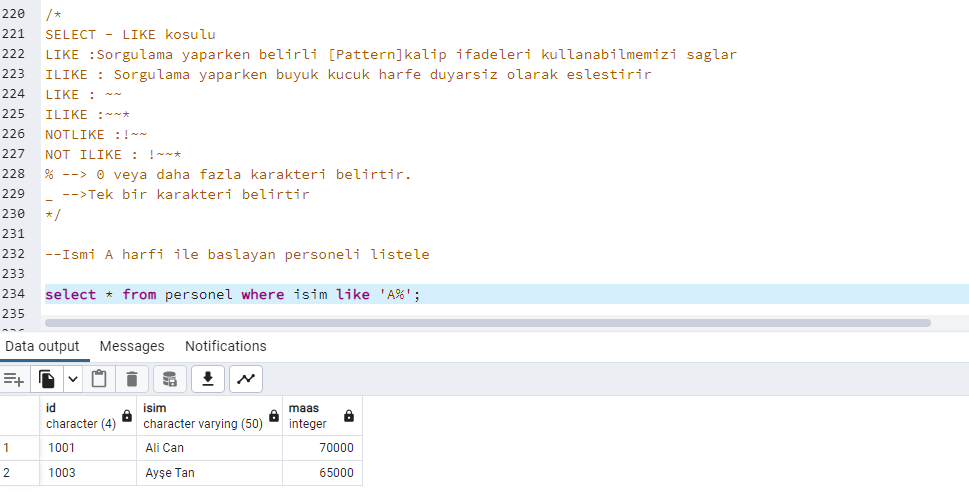 220 /*
221 SELECT - LIKE kosulu
222 LIKE :Sorgulama yaparken belirli [Pattern]kalip ifadeleri kullanabilmemizi saglar
223 ILIKE : Sorgulama yaparken buyuk kucuk harfe duyarsiz olarak eslestirir
224 LIKE : ~~
225 ILIKE :~~*
226 NOTLIKE :!~~
227 NOT ILIKE : !~~*
228 % --> 0 veya daha fazla karakteri belirtir.
229 _ -->Tek bir karakteri belirtir
230 */
231
232 --Ismi A harfi ile baslayan personeli listele
233
234 select * from personel where isim like 'A%';
235
Data output Messages Notifications
id isim maas
character (4) character varying (50) integer
1 1001 Ali Can 70000
2 1003 Ayşe Tan 65000